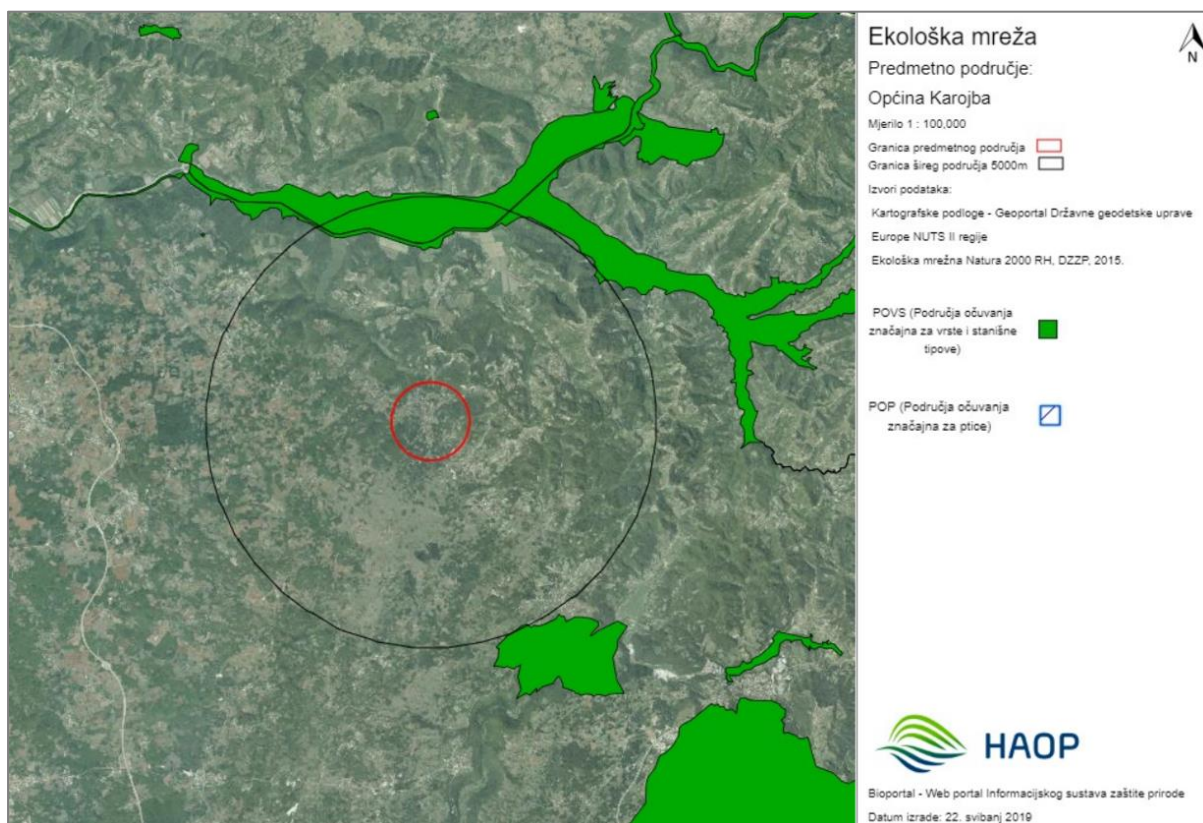 Ekološka mreža
N
Predmetno područje:
Općina Karojba
Mjerilo 1 : 100,000
Granica predmetnog područja
Granica šireg područja 5000m
Izvori podataka:
Kartografske podloge - Geoportal Državne geodetske uprave
Europe NUTS II regije
Ekološka mrežna Natura 2000 RH, DZZP, 2015.
POVS (Područja očuvanja
značajna za vrste i stanišne
tipove)
POP (Područja očuvanja
značajna za ptice)
HAOP
Bioportal - Web portal Informacijskog sustava zaštite prirode
Datum izrade: 22. svibanj 2019